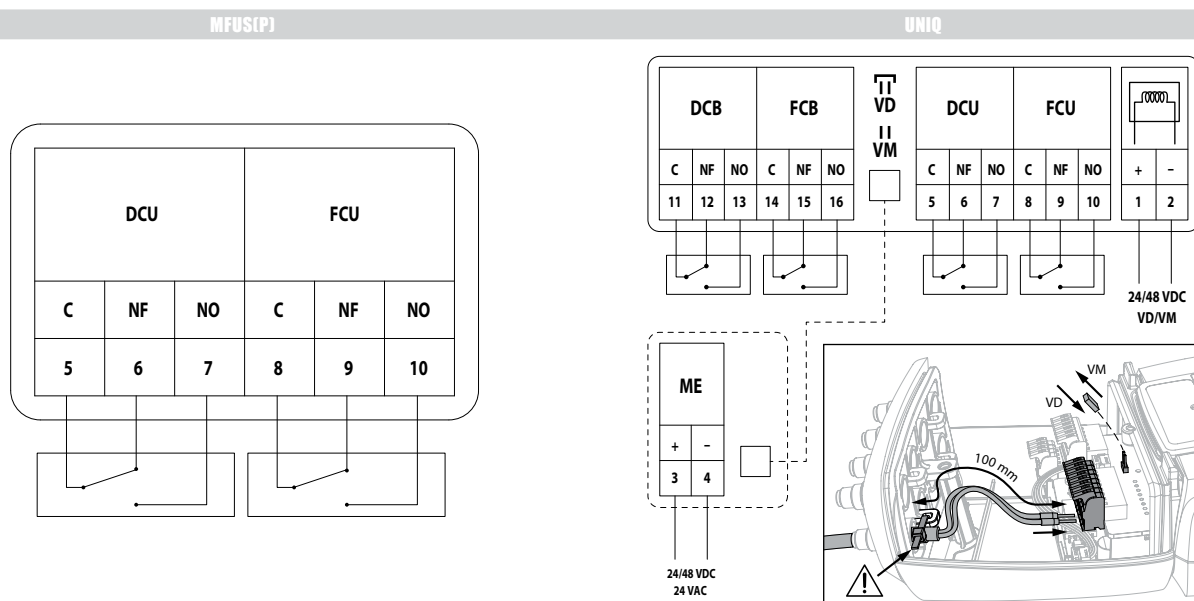 MFUS(P)
DCU FCU
C NF NO C NF NO
5 6 7 8 9 10
UNIQ
DCB FCB VD DCU FCU
VM
C NF NO C NF NO C NF NO C NF NO + –
11 12 13 14 15 16 5 6 7 8 9 10 1 2
24/48 VDC
VD/VM
ME
+ –
3 4
24/48 VDC
24 VAC
VM
VD
100 mm